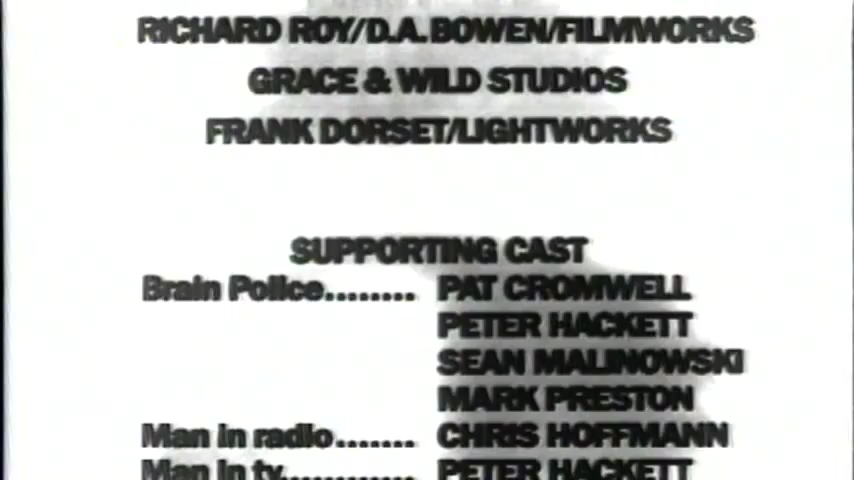 RICHARD ROY/D.A.BOWEN/FILMWORKS
GRACE & WILD STUDIOS
FRANK DORSET/LIGHTWORKS
SUPPORTING CAST
Brain Police........ PAT CROMWELL
PETER HACKETT
SEAN MALINOWSKI
MARK PRESTON
Man in radio....... CHRIS HOFFMANN
Man in tv............ PETER HACKETT